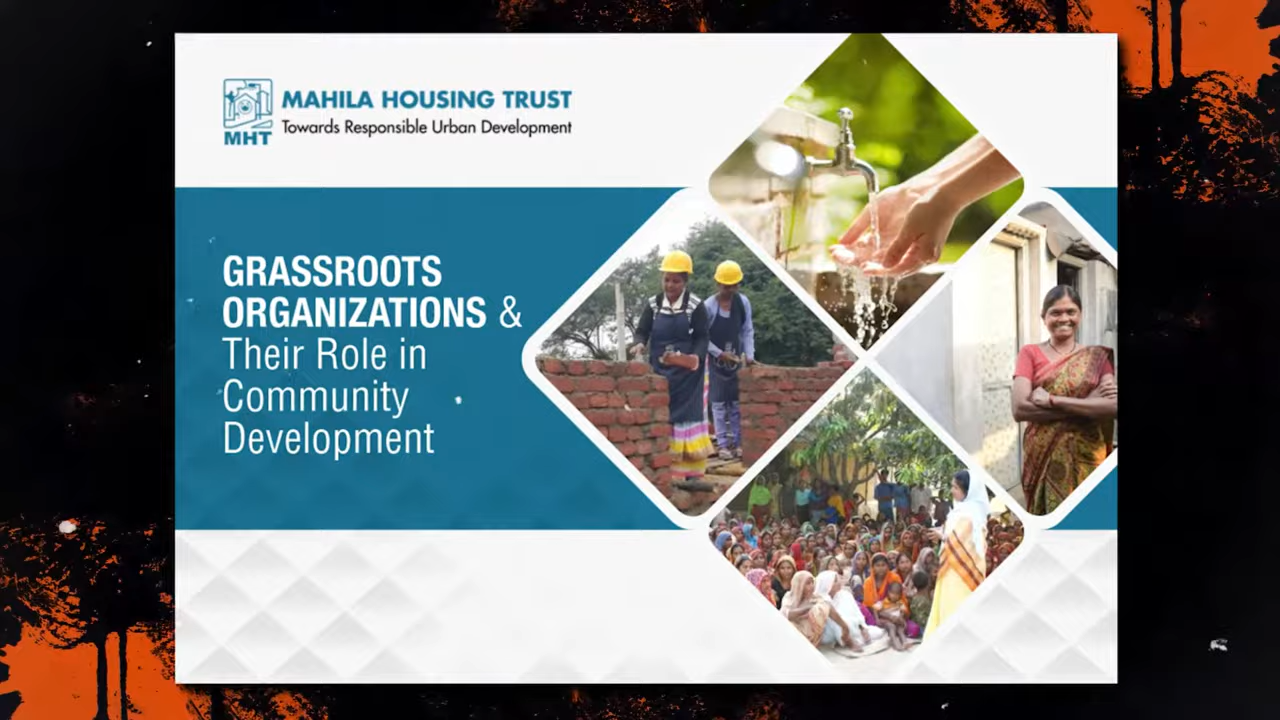 MAHILA HOUSING TRUST
Towards Responsible Urban Development
MHT
GRASSROOTS
ORGANIZATIONS &
Their Role in
Community
Development